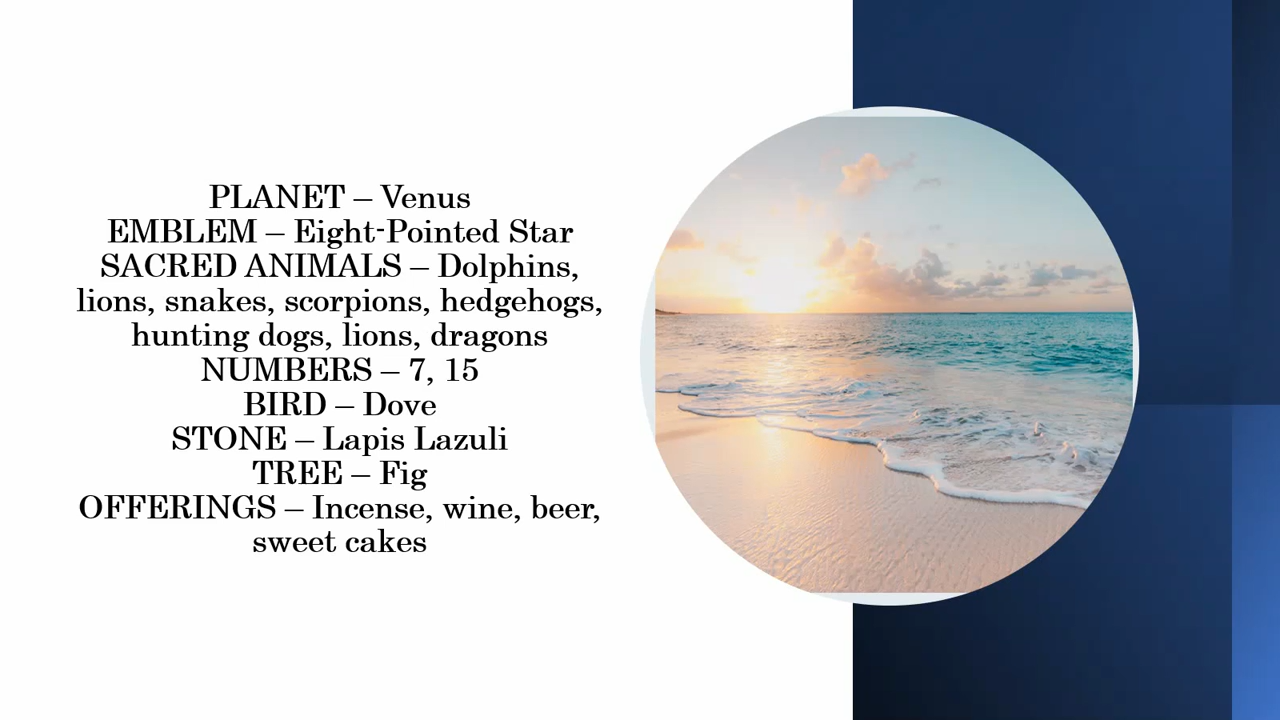 PLANET – Venus
EMBLEM – Eight-Pointed Star
SACRED ANIMALS – Dolphins,
lions, snakes, scorpions, hedgehogs,
hunting dogs, lions, dragons
NUMBERS – 7, 15
BIRD – Dove
STONE – Lapis Lazuli
TREE – Fig
OFFERINGS – Incense, wine, beer,
sweet cakes